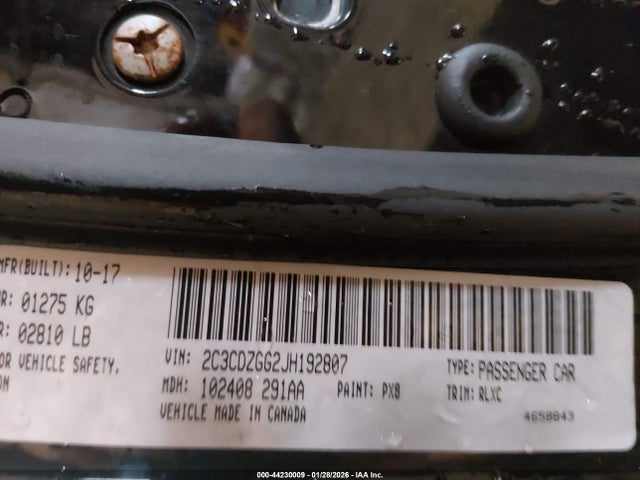 MFR(BUILT): 10-17
R: 01275 KG
R: 02810 LB
OR VEHICLE SAFETY,
ON
VIN: 2C3CDZGG2JH192807
MDH: 102408 291AA PAINT: PX8
VEHICLE MADE IN CANADA
TYPE: PASSENGER CAR
TRIM: RLXC
4658843
000-44230009 - 01/28/2026 - IAA Inc.